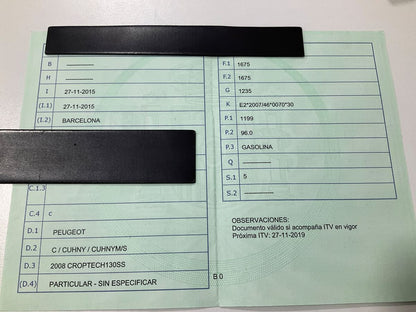 B ————
H ————
I 27-11-2015
(I.1) 27-11-2015
(I.2) BARCELONA
C.1.3
C.4 c
D.1 PEUGEOT
D.2 C / CUHNY / CUHNYM/S
D.3 2008 CROPTECH130SS
(D.4) PARTICULAR - SIN ESPECIFICAR
F.1 1675
F.2 1675
G 1235
K E2*2007/46*0070*30
P.1 1199
P.2 96.0
P.3 GASOLINA
Q ————
S.1 5
S.2 ————
OBSERVACIONES:
Documento válido si acompaña ITV en vigor
Próxima ITV: 27-11-2019
B 0